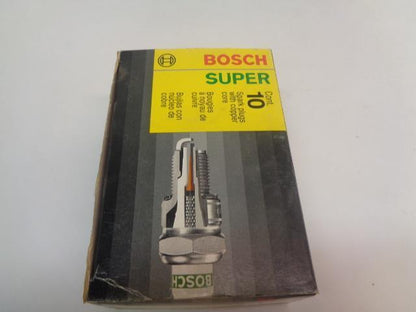 BOSCH
SUPER
Cont.
10
Spark plugs
with copper
core
Bougies
à noyau de
cuivre
Bujías con
núcleo de
cobre
BOSCH